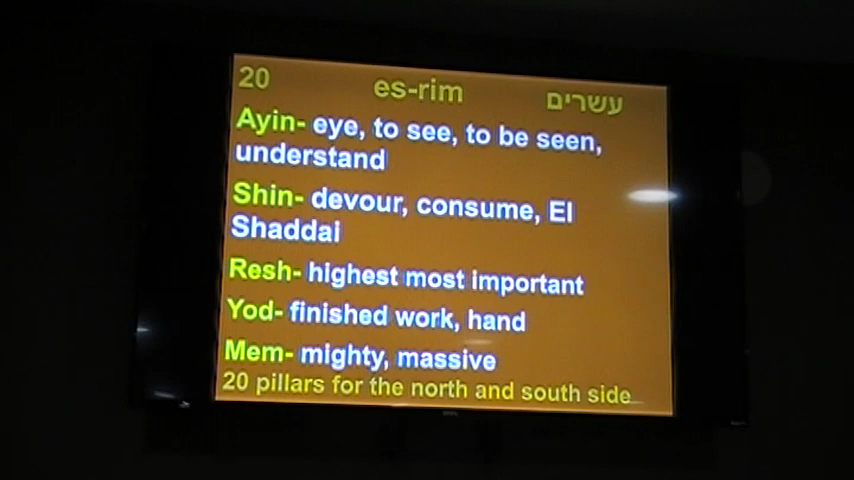 20 es-rim עשרים
Ayin- eye, to see, to be seen,
understand
Shin- devour, consume, El
Shaddai
Resh- highest most important
Yod- finished work, hand
Mem- mighty, massive
20 pillars for the north and south side